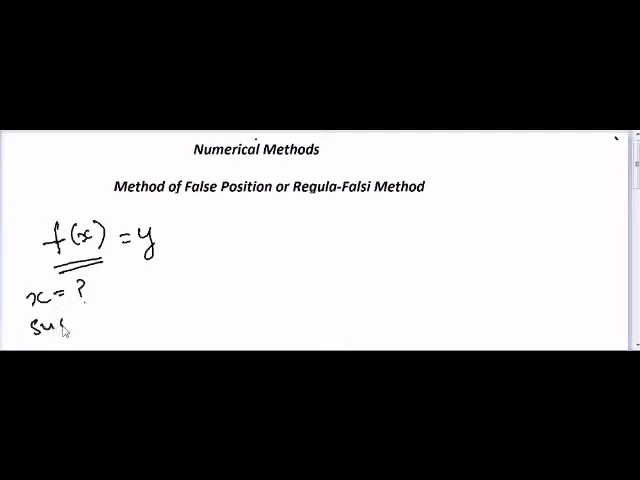 Numerical Methods
Method of False Position or Regula-Falsi Method
f(x) = y
x = ?